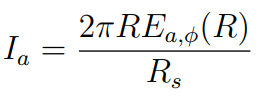 I_a = \frac{2\pi R E_{a,\phi}(R)}{R_s}